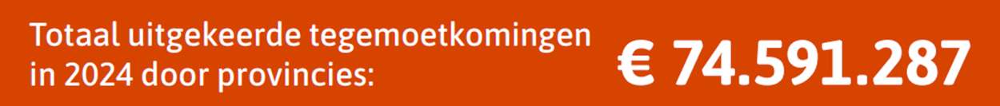 Totaal uitgekeerde tegemoetkomingen
in 2024 door provincies:
€ 74.591.287